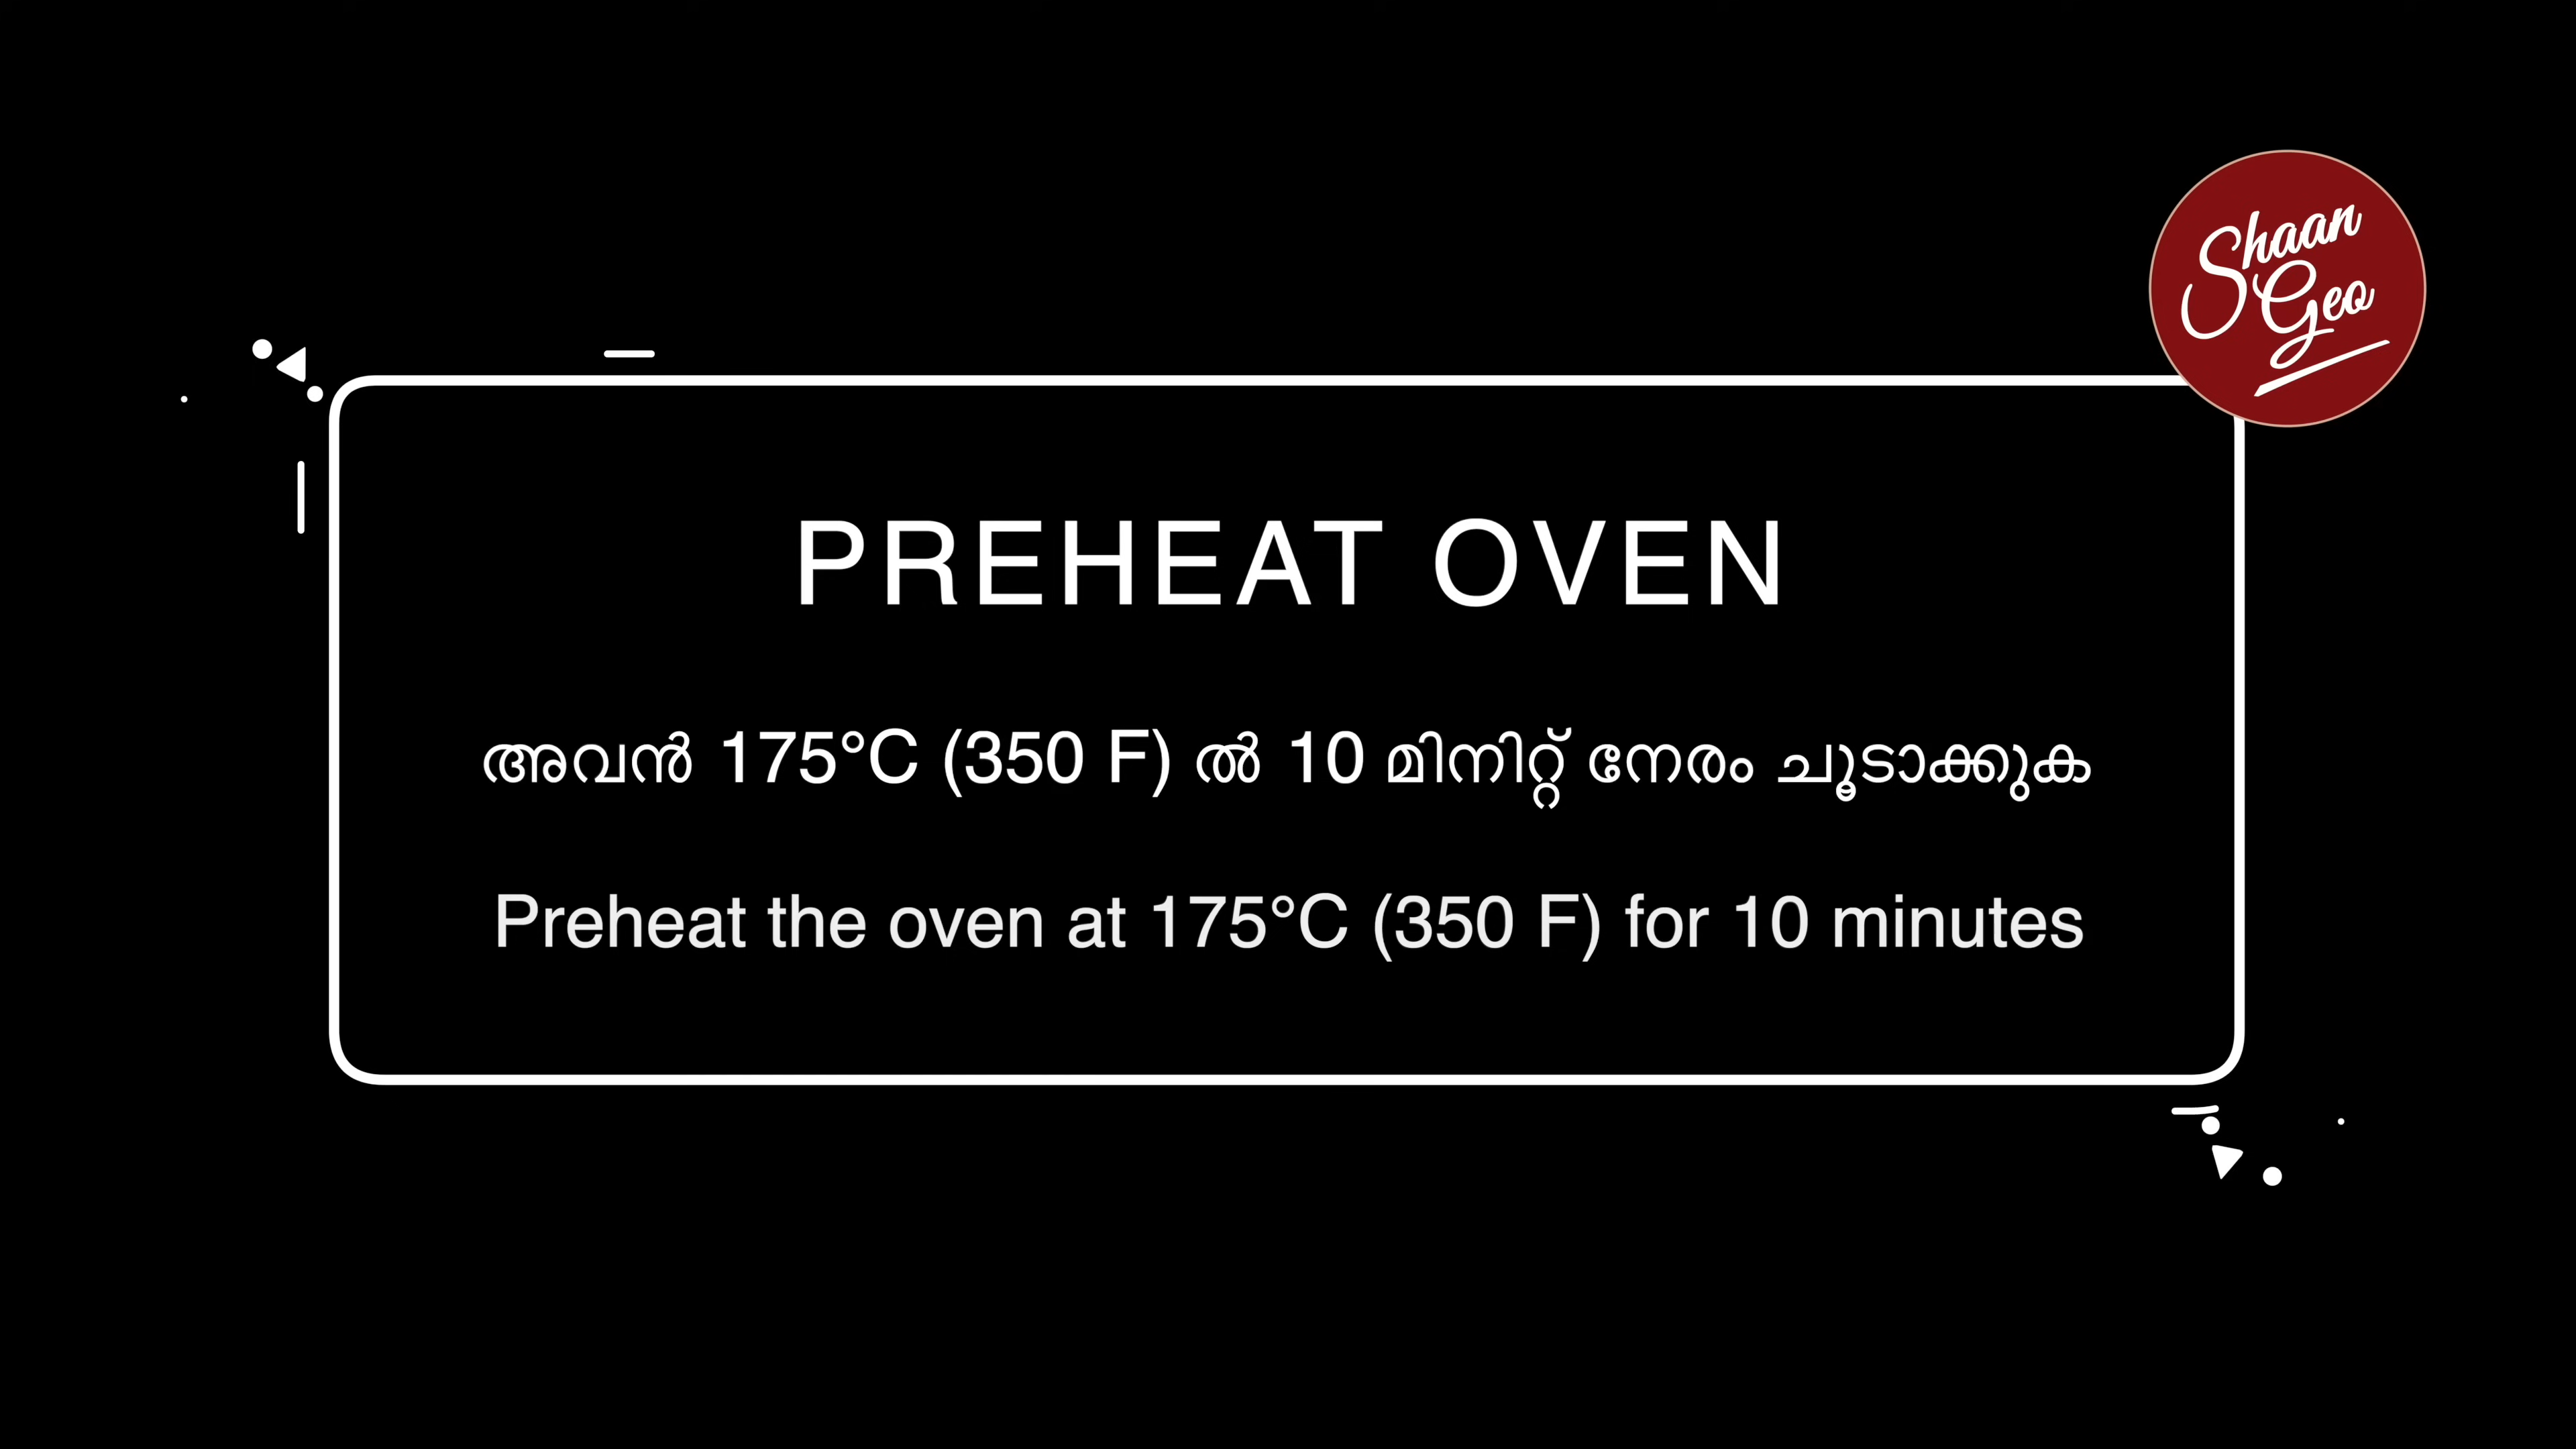 Shaan
Geo
PREHEAT OVEN
അവൻ 175°C (350 F) ൽ 10 മിനിറ്റ് നേരം ചൂടാക്കുക
Preheat the oven at 175°C (350 F) for 10 minutes